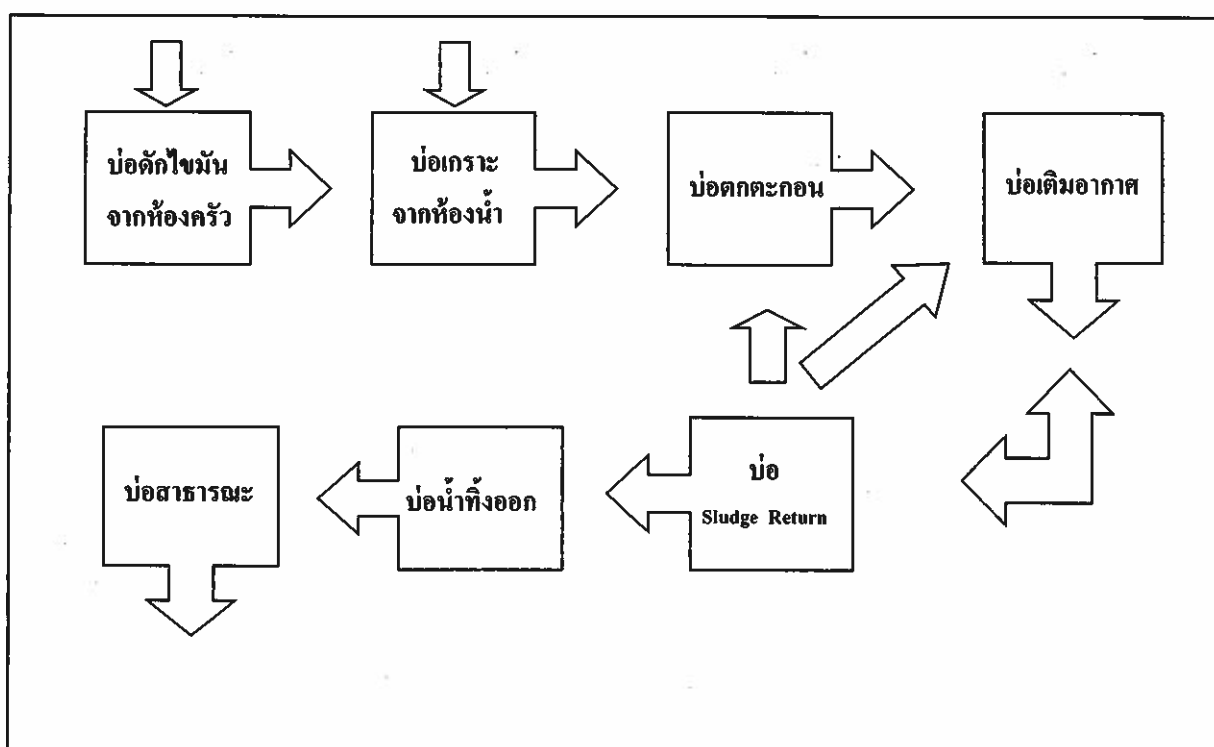 บ่อดักไขมัน
จากห้องครัว
บ่อเกราะ
จากห้องน้ำ
บ่อตกตะกอน
บ่อเติมอากาศ
บ่อสาธารณะ
บ่อน้ำทิ้งออก
บ่อ
Sludge Return